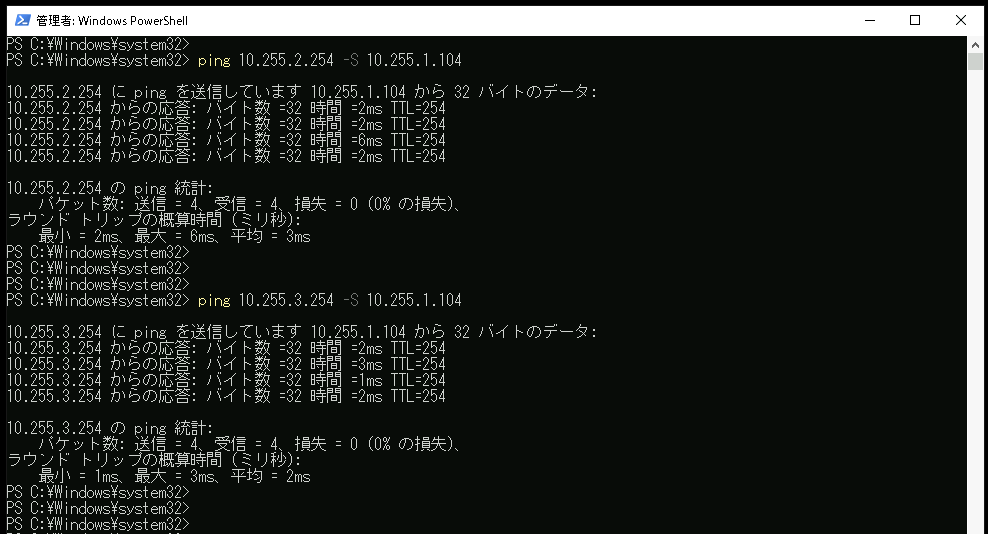 管理者: Windows PowerShell
PS C:¥Windows¥system32>
PS C:¥Windows¥system32> ping 10.255.2.254 -S 10.255.1.104
10.255.2.254 に ping を送信しています 10.255.1.104 から 32 バイトのデータ:
10.255.2.254 からの応答: バイト数 =32 時間 =2ms TTL=254
10.255.2.254 からの応答: バイト数 =32 時間 =2ms TTL=254
10.255.2.254 からの応答: バイト数 =32 時間 =6ms TTL=254
10.255.2.254 からの応答: バイト数 =32 時間 =2ms TTL=254
10.255.2.254 の ping 統計:
パケット数: 送信 = 4、受信 = 4、損失 = 0 (0% の損失)、
ラウンド トリップの概算時間 (ミリ秒):
最小 = 2ms、最大 = 6ms、平均 = 3ms
PS C:¥Windows¥system32>
PS C:¥Windows¥system32>
PS C:¥Windows¥system32>
PS C:¥Windows¥system32> ping 10.255.3.254 -S 10.255.1.104
10.255.3.254 に ping を送信しています 10.255.1.104 から 32 バイトのデータ:
10.255.3.254 からの応答: バイト数 =32 時間 =2ms TTL=254
10.255.3.254 からの応答: バイト数 =32 時間 =3ms TTL=254
10.255.3.254 からの応答: バイト数 =32 時間 =1ms TTL=254
10.255.3.254 からの応答: バイト数 =32 時間 =2ms TTL=254
10.255.3.254 の ping 統計:
パケット数: 送信 = 4、受信 = 4、損失 = 0 (0% の損失)、
ラウンド トリップの概算時間 (ミリ秒):
最小 = 1ms、最大 = 3ms、平均 = 2ms
PS C:¥Windows¥system32>
PS C:¥Windows¥system32>
PS C:¥Windows¥system32>